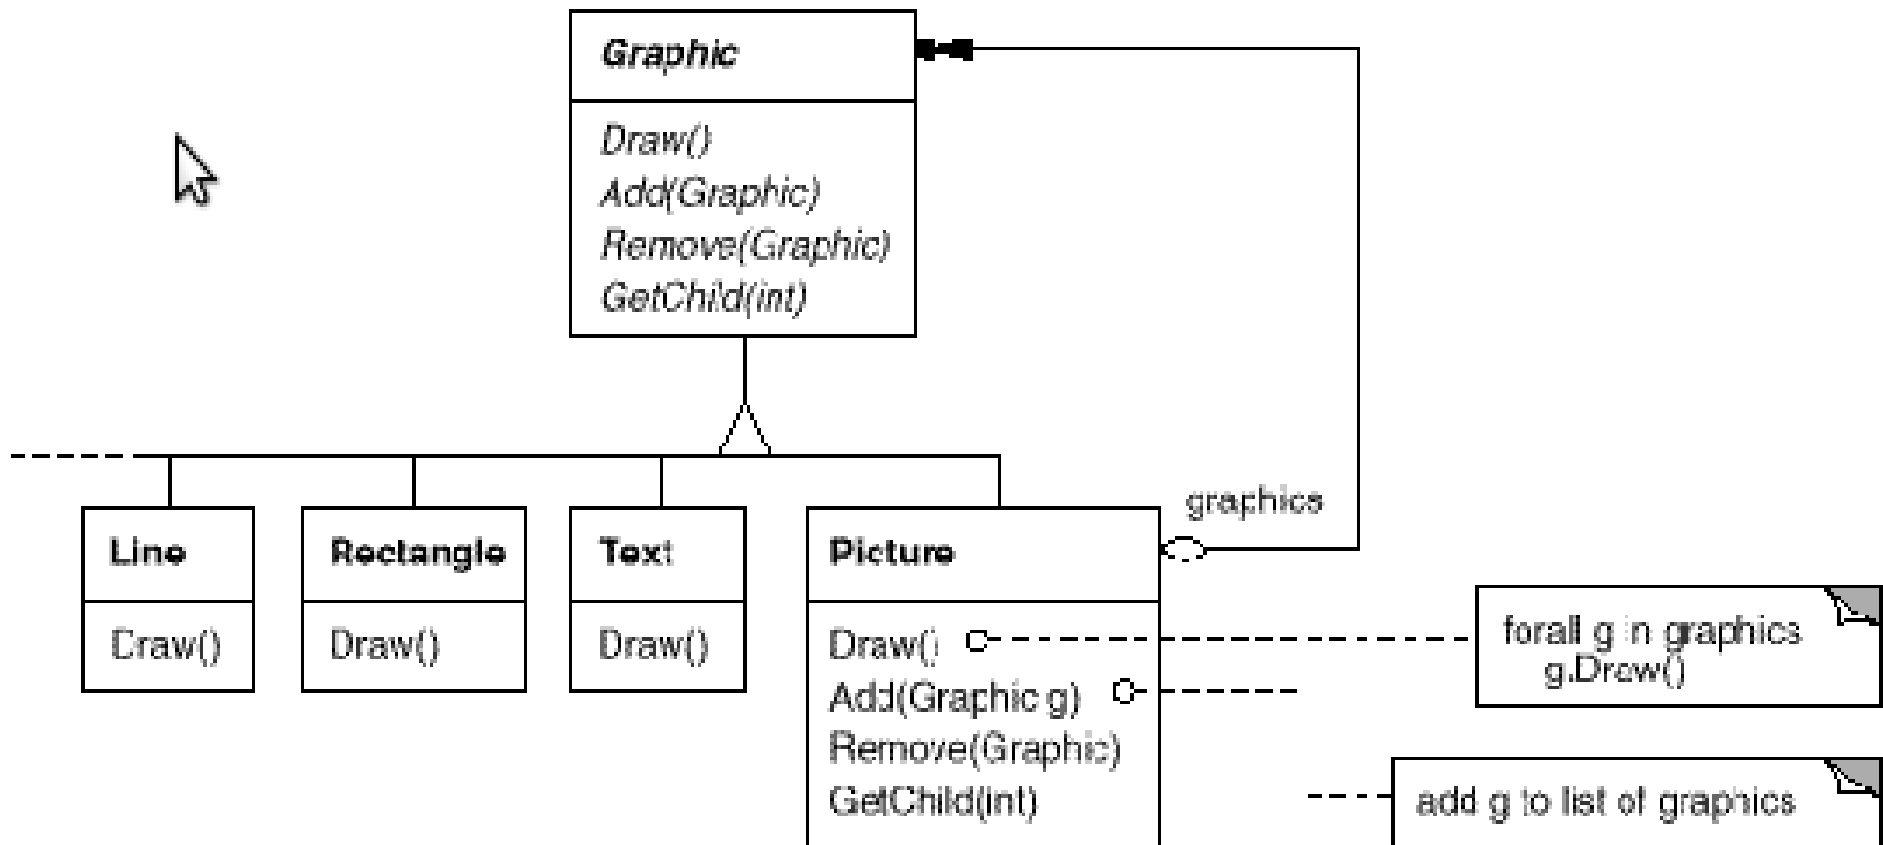 Graphic
Draw()
Add(Graphic)
Remove(Graphic)
GetChild(int)
graphics
Line
Draw()
Rectangle
Draw()
Text
Draw()
Picture
Draw()
Add(Graphic g)
Remove(Graphic)
GetChild(int)
forall g in graphics
g.Draw()
add g to list of graphics